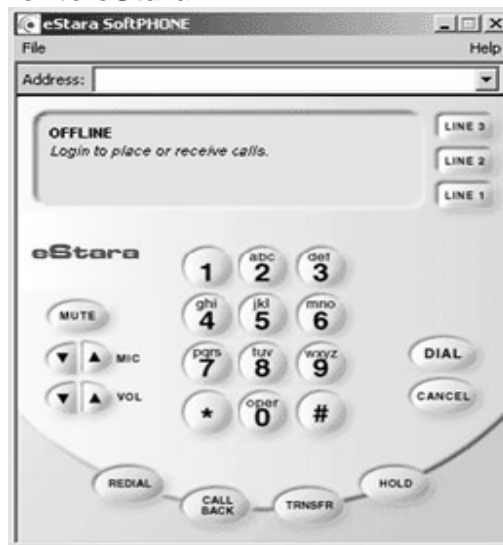 eStara SoftPHONE
File Help
Address:
OFFLINE
Login to place or receive calls.
LINE 3
LINE 2
LINE 1
eStara
1 abc 2 def 3
ghi 4 jkl 5 mno 6
pqrs 7 tuv 8 wxyz 9
* oper 0 #
MUTE
MIC
VOL
DIAL
CANCEL
REDIAL
CALL
BACK
TRNSFR
HOLD